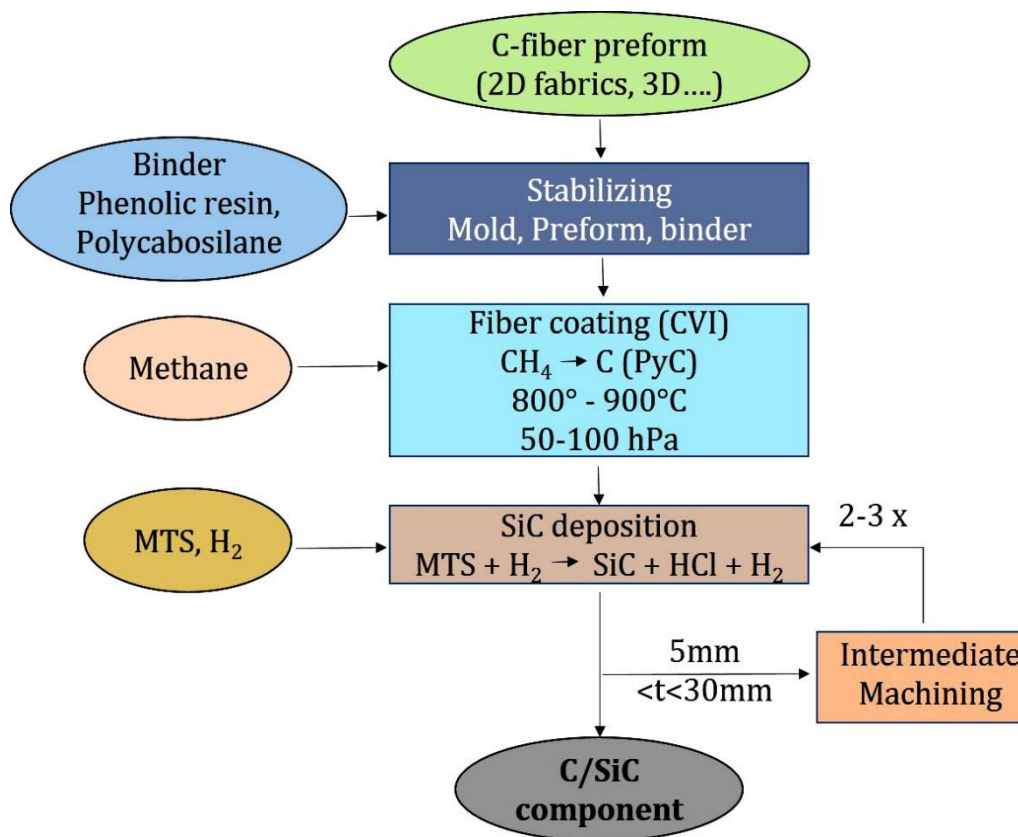 C-fiber preform
(2D fabrics, 3D....)
Binder
Phenolic resin,
Polycabosilane
Stabilizing
Mold, Preform, binder
Methane
Fiber coating (CVI)
CH₄ → C (PyC)
800° - 900°C
50-100 hPa
MTS, H₂
SiC deposition
MTS + H₂ → SiC + HCl + H₂
2-3 x
5mm
<t<30mm
Intermediate
Machining
C/SiC
component